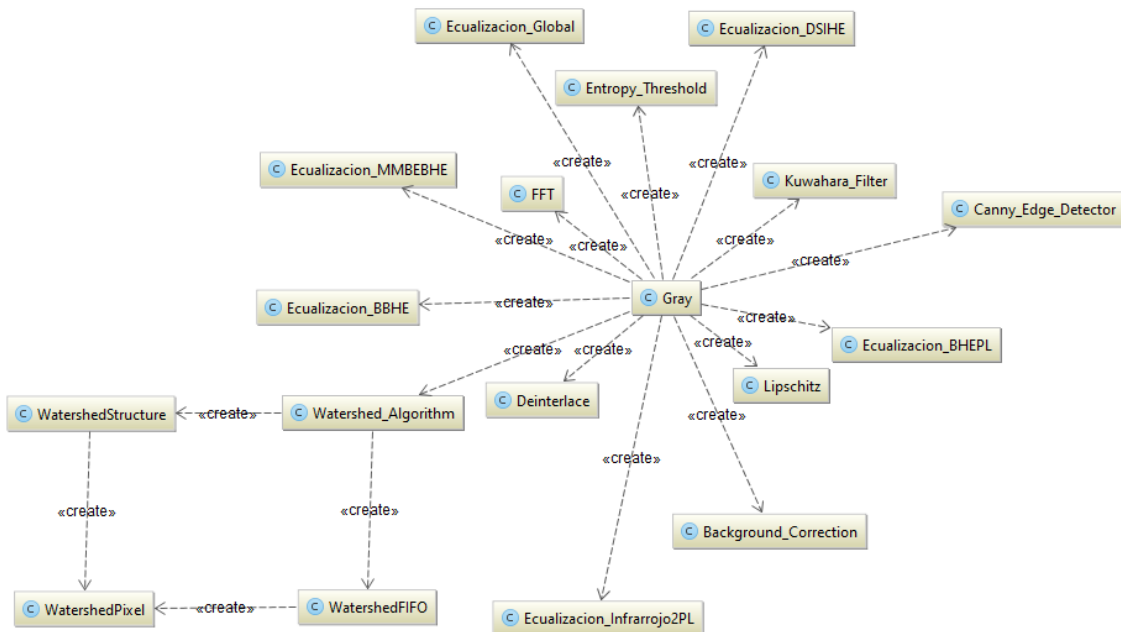 C Ecualizacion_Global
C Ecualizacion_DSIHE
C Entropy_Threshold
«create»
«create»
C Ecualizacion_MMBEBHE
C Kuwahara_Filter
C FFT
«create»
C Canny_Edge_Detector
«create»
«create»
«create»
«create»
C Gray
C Ecualizacion_BBHE
«create»
«create»
C Ecualizacion_BHEPL
«create»
«create»
«create»
C Lipschitz
C Deinterlace
C WatershedStructure
«create»
C Watershed_Algorithm
«create»
«create»
«create»
«create»
C Background_Correction
C WatershedPixel
«create»
C WatershedFIFO
C Ecualizacion_Infrarrojo2PL